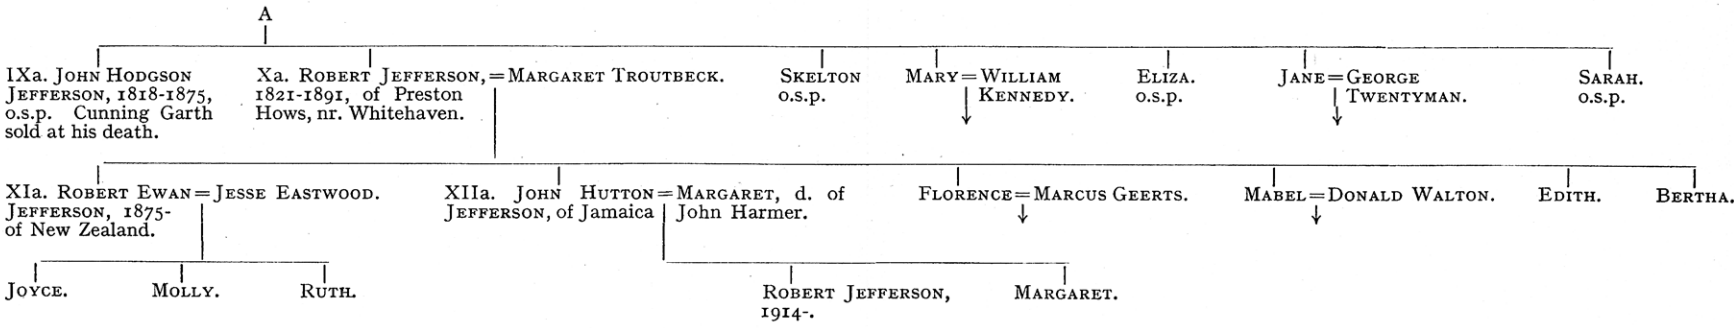 A
IXa. JOHN HODGSON
JEFFERSON, 1818-1875,
o.s.p. Cunning Garth
sold at his death.
Xa. ROBERT JEFFERSON, = MARGARET TROUTBECK.
1821-1891, of Preston
Hows, nr. Whitehaven.
SKELTON
o.s.p.
MARY = WILLIAM
KENNEDY.
ELIZA.
o.s.p.
JANE = GEORGE
TWENTYMAN.
SARAH.
o.s.p.
XIa. ROBERT EWAN = JESSE EASTWOOD.
JEFFERSON, 1875-
of New Zealand.
XIIa. JOHN HUTTON = MARGARET, d. of
JEFFERSON, of Jamaica John Harmer.
FLORENCE = MARCUS GEERTS.
MABEL = DONALD WALTON.
EDITH.
BERTHA.
JOYCE.
MOLLY.
RUTH.
ROBERT JEFFERSON,
1914-.
MARGARET.